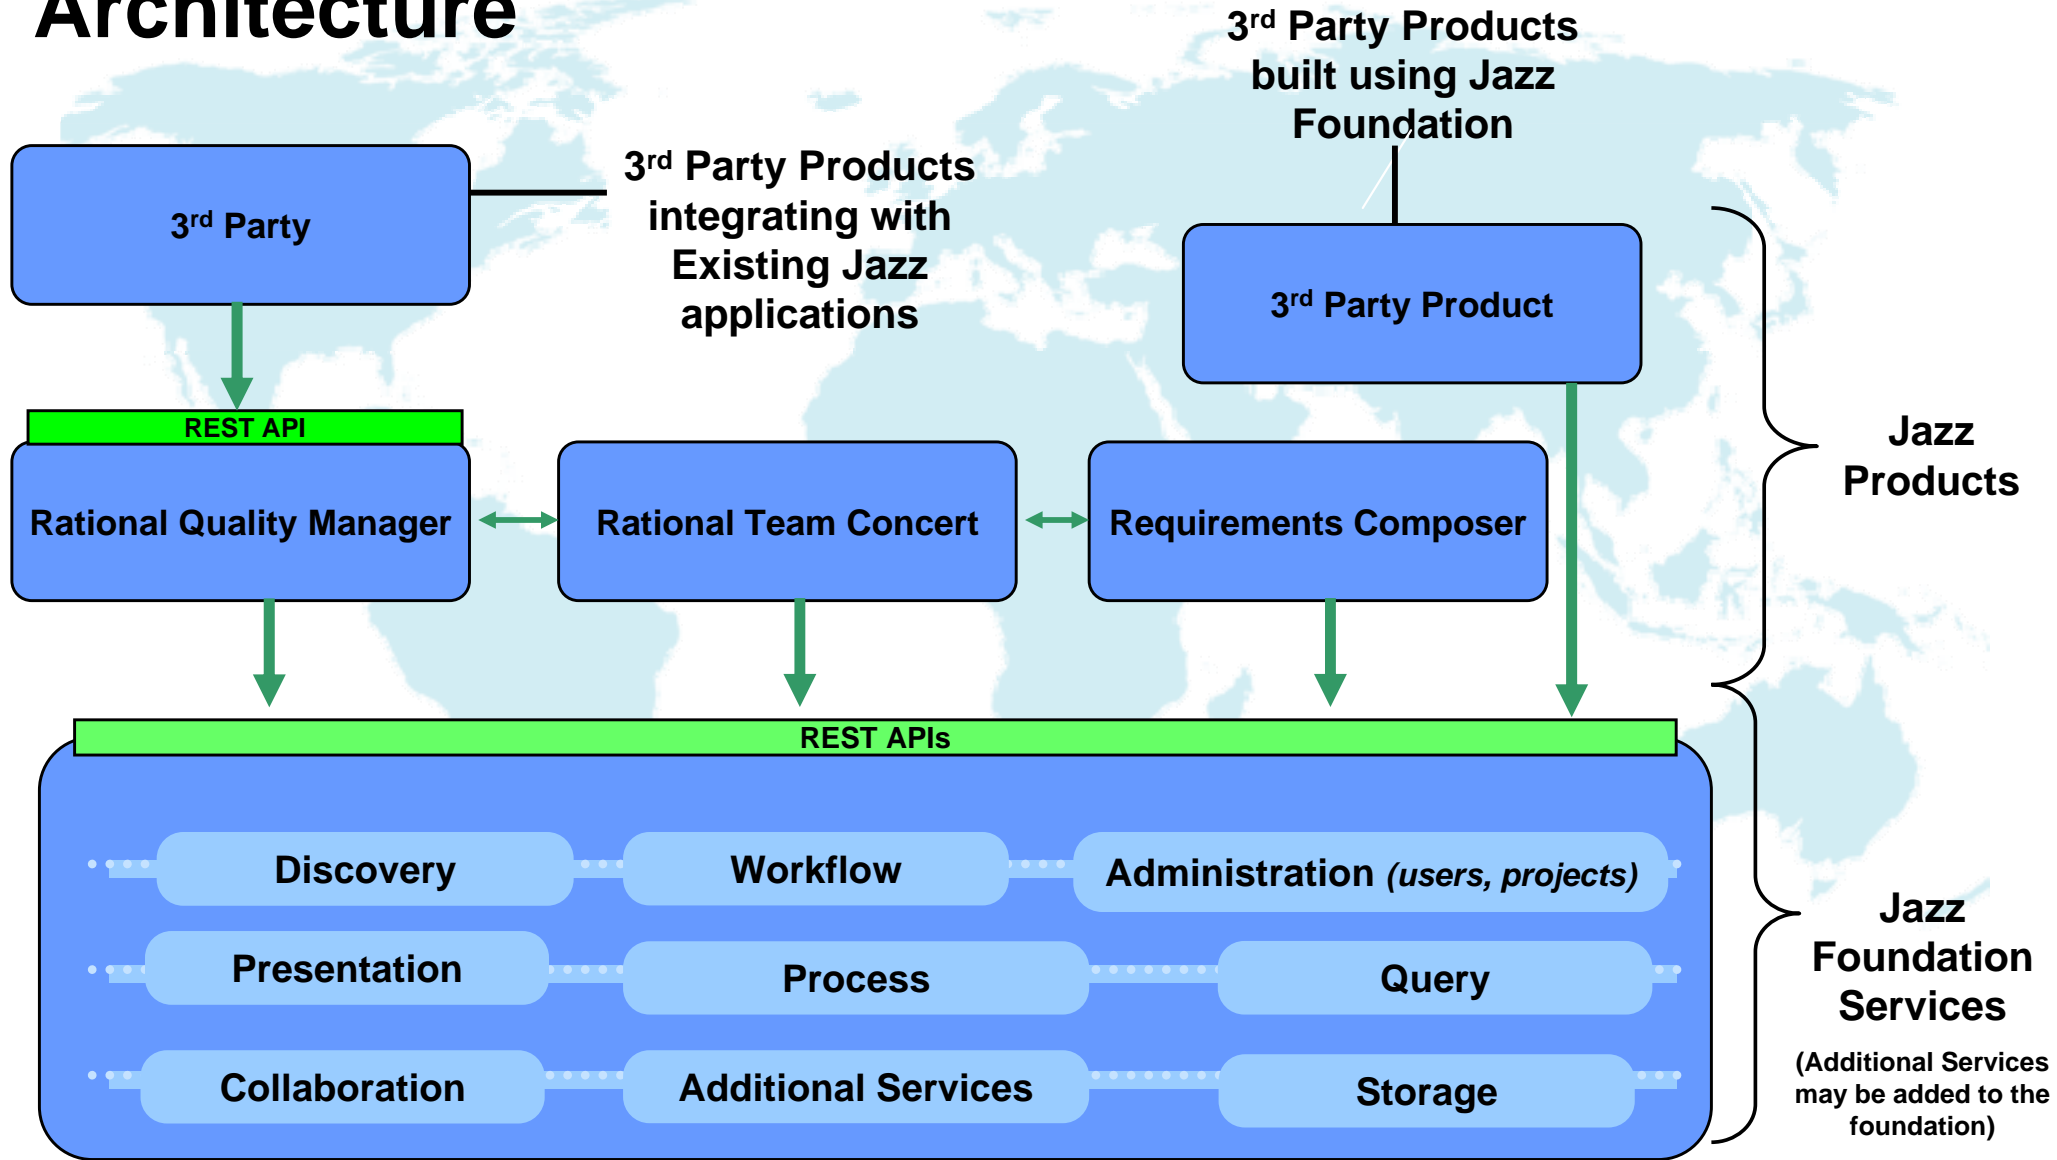 Architecture
3rd Party Products
built using Jazz
Foundation
3rd Party Products
integrating with
Existing Jazz
applications
3rd Party
3rd Party Product
Jazz
Products
REST API
Rational Quality Manager
Rational Team Concert
Requirements Composer
REST APIs
Discovery
Workflow
Administration (users, projects)
Presentation
Process
Query
Collaboration
Additional Services
Storage
Jazz
Foundation
Services
(Additional Services
may be added to the
foundation)